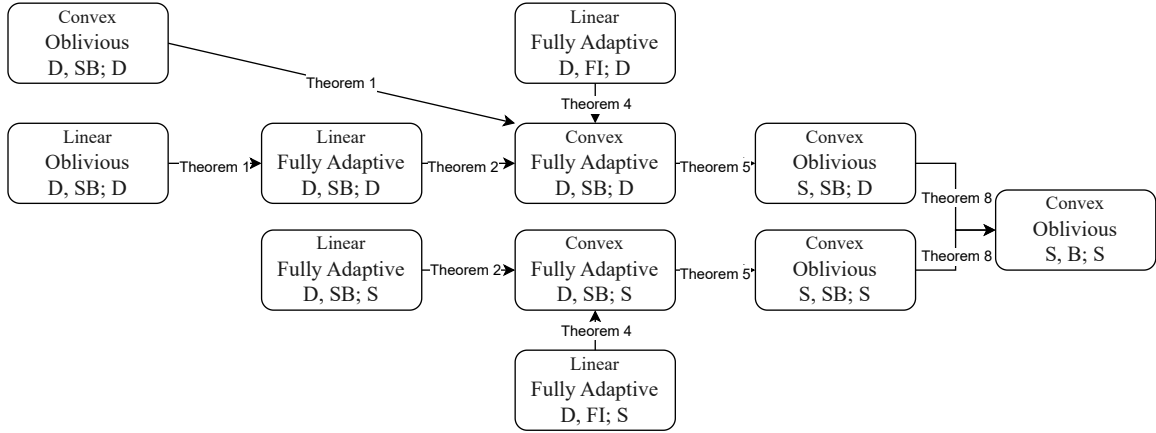 Convex
Oblivious
D, SB; D
Linear
Fully Adaptive
D, FI; D
Theorem 1
Theorem 4
Linear
Oblivious
D, SB; D
Theorem 1
Linear
Fully Adaptive
D, SB; D
Theorem 2
Convex
Fully Adaptive
D, SB; D
Theorem 5
Convex
Oblivious
S, SB; D
Theorem 8
Convex
Oblivious
S, B; S
Linear
Fully Adaptive
D, SB; S
Theorem 2
Convex
Fully Adaptive
D, SB; S
Theorem 5
Convex
Oblivious
S, SB; S
Theorem 8
Theorem 4
Linear
Fully Adaptive
D, FI; S